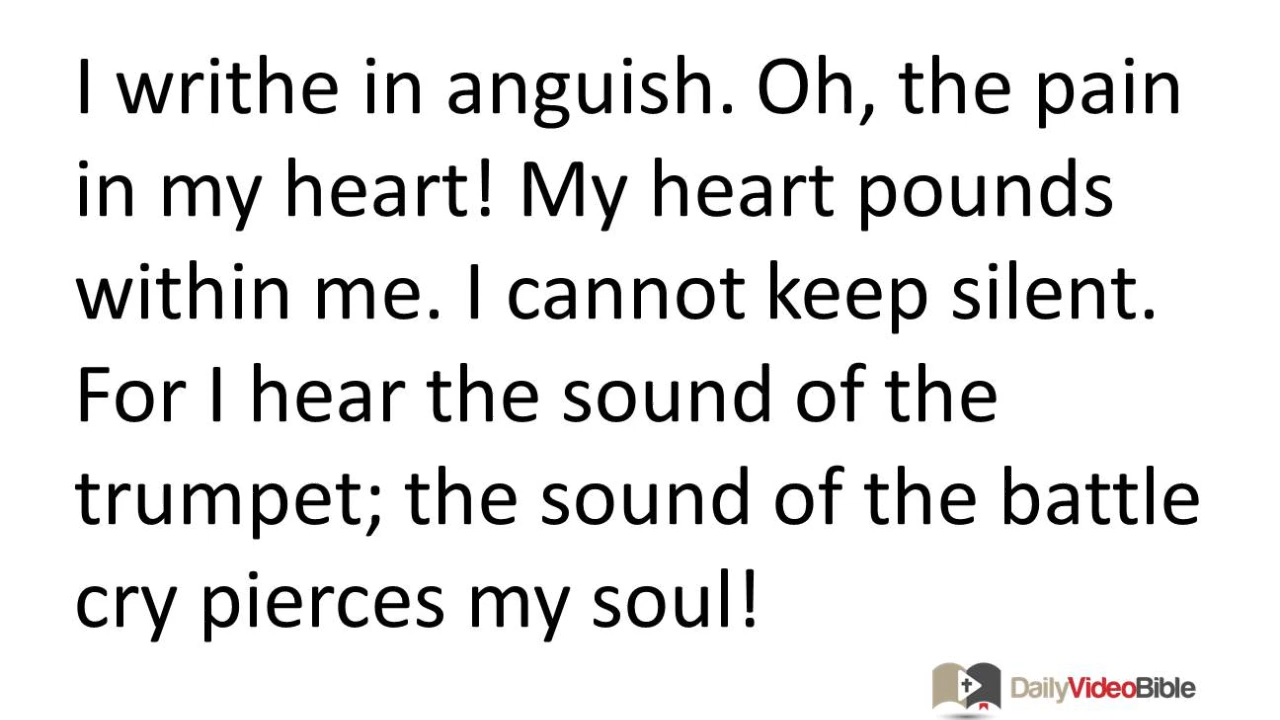 I writhe in anguish. Oh, the pain
in my heart! My heart pounds
within me. I cannot keep silent.
For I hear the sound of the
trumpet; the sound of the battle
cry pierces my soul!
DailyVideoBible